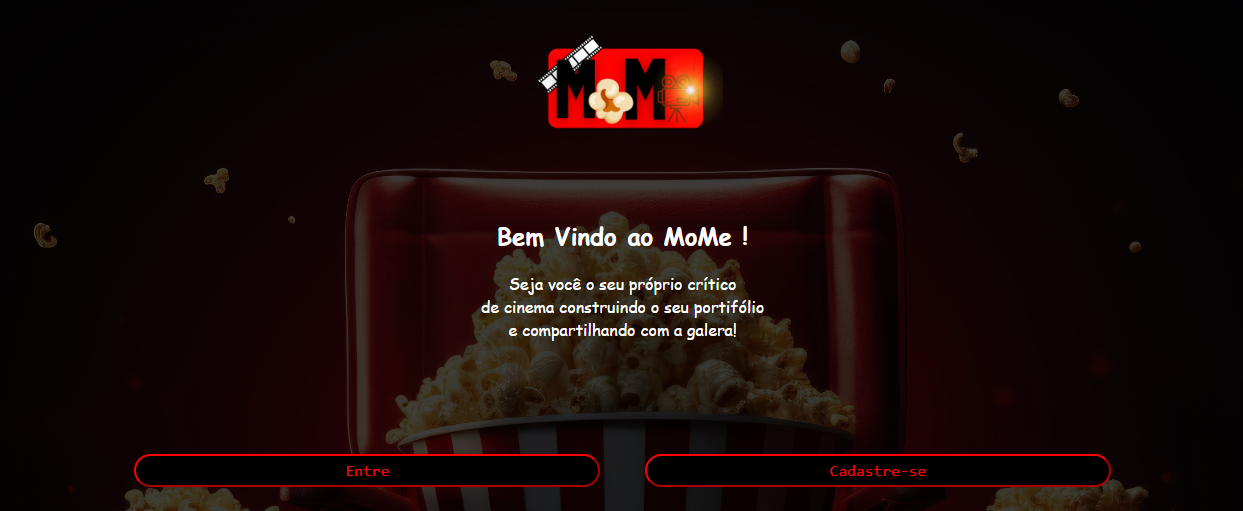 MoM
Bem Vindo ao MoMe !
Seja você o seu próprio crítico
de cinema construindo o seu portifólio
e compartilhando com a galera!
Entre
Cadastre-se